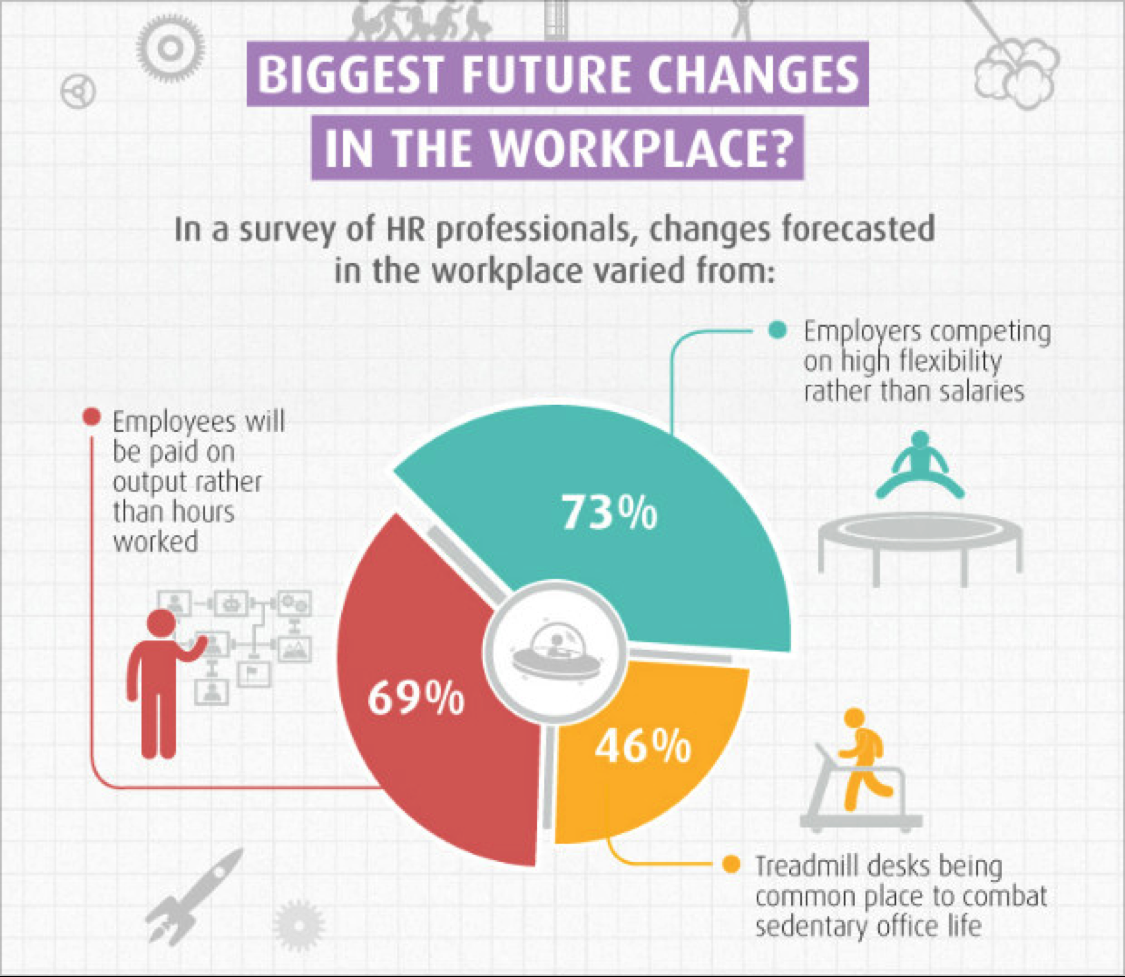 BIGGEST FUTURE CHANGES
IN THE WORKPLACE?
In a survey of HR professionals, changes forecasted
in the workplace varied from:
Employers competing
on high flexibility
rather than salaries
Employees will
be paid on
output rather
than hours
worked
73%
69%
46%
Treadmill desks being
common place to combat
sedentary office life